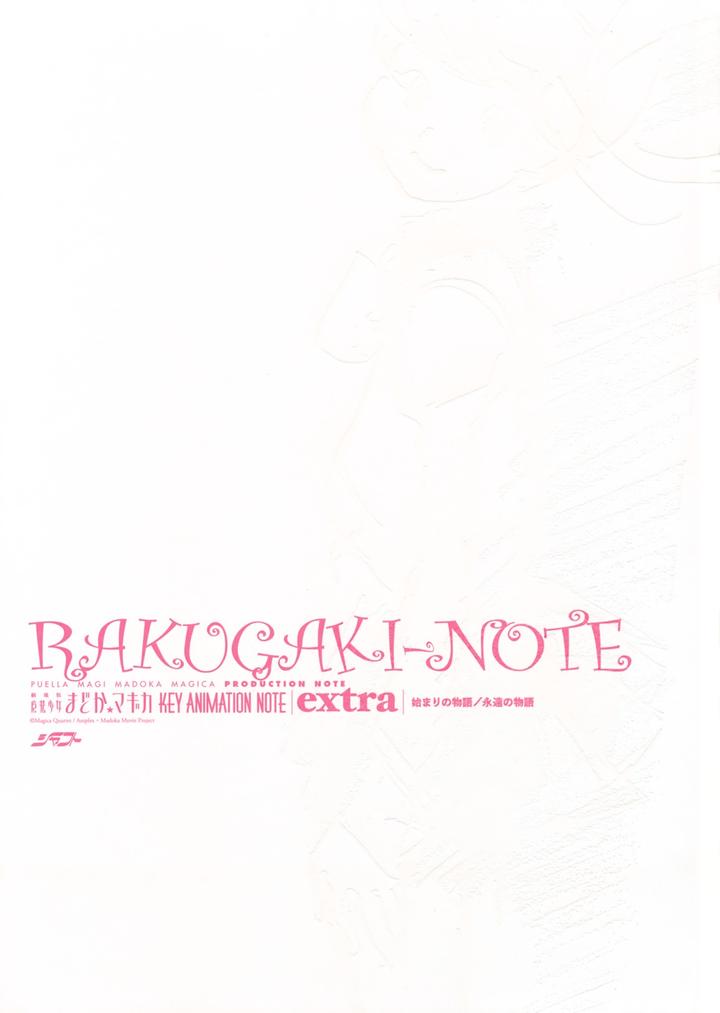 RAKUGAKI-NOTE
PUELLA MAGI MADOKA MAGICA PRODUCTION NOTE
劇場版 魔法少女まどか★マギカ KEY ANIMATION NOTE extra 始まりの物語/永遠の物語
©Magica Quartet / Aniplex・Madoka Movie Project
シャフト